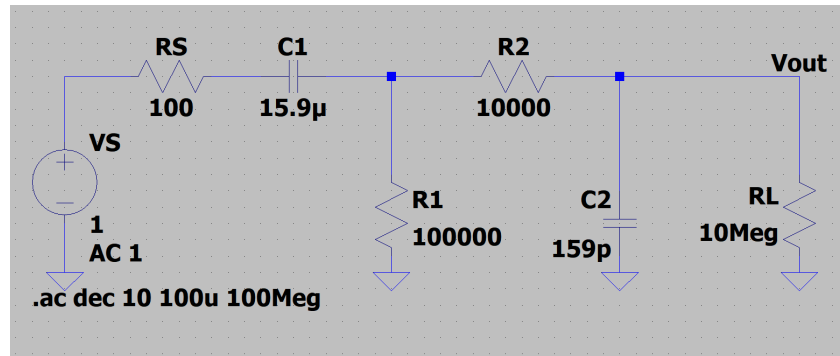 RS
100
C1
15.9µ
R2
10000
Vout
VS
1
AC 1
R1
100000
C2
159p
RL
10Meg
.ac dec 10 100u 100Meg